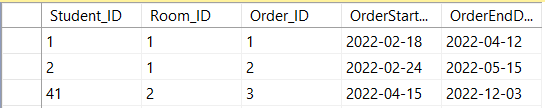 Student_ID Room_ID Order_ID OrderStart... OrderEndD...
1 1 1 2022-02-18 2022-04-12
2 1 2 2022-02-24 2022-05-15
41 2 3 2022-04-15 2022-12-03